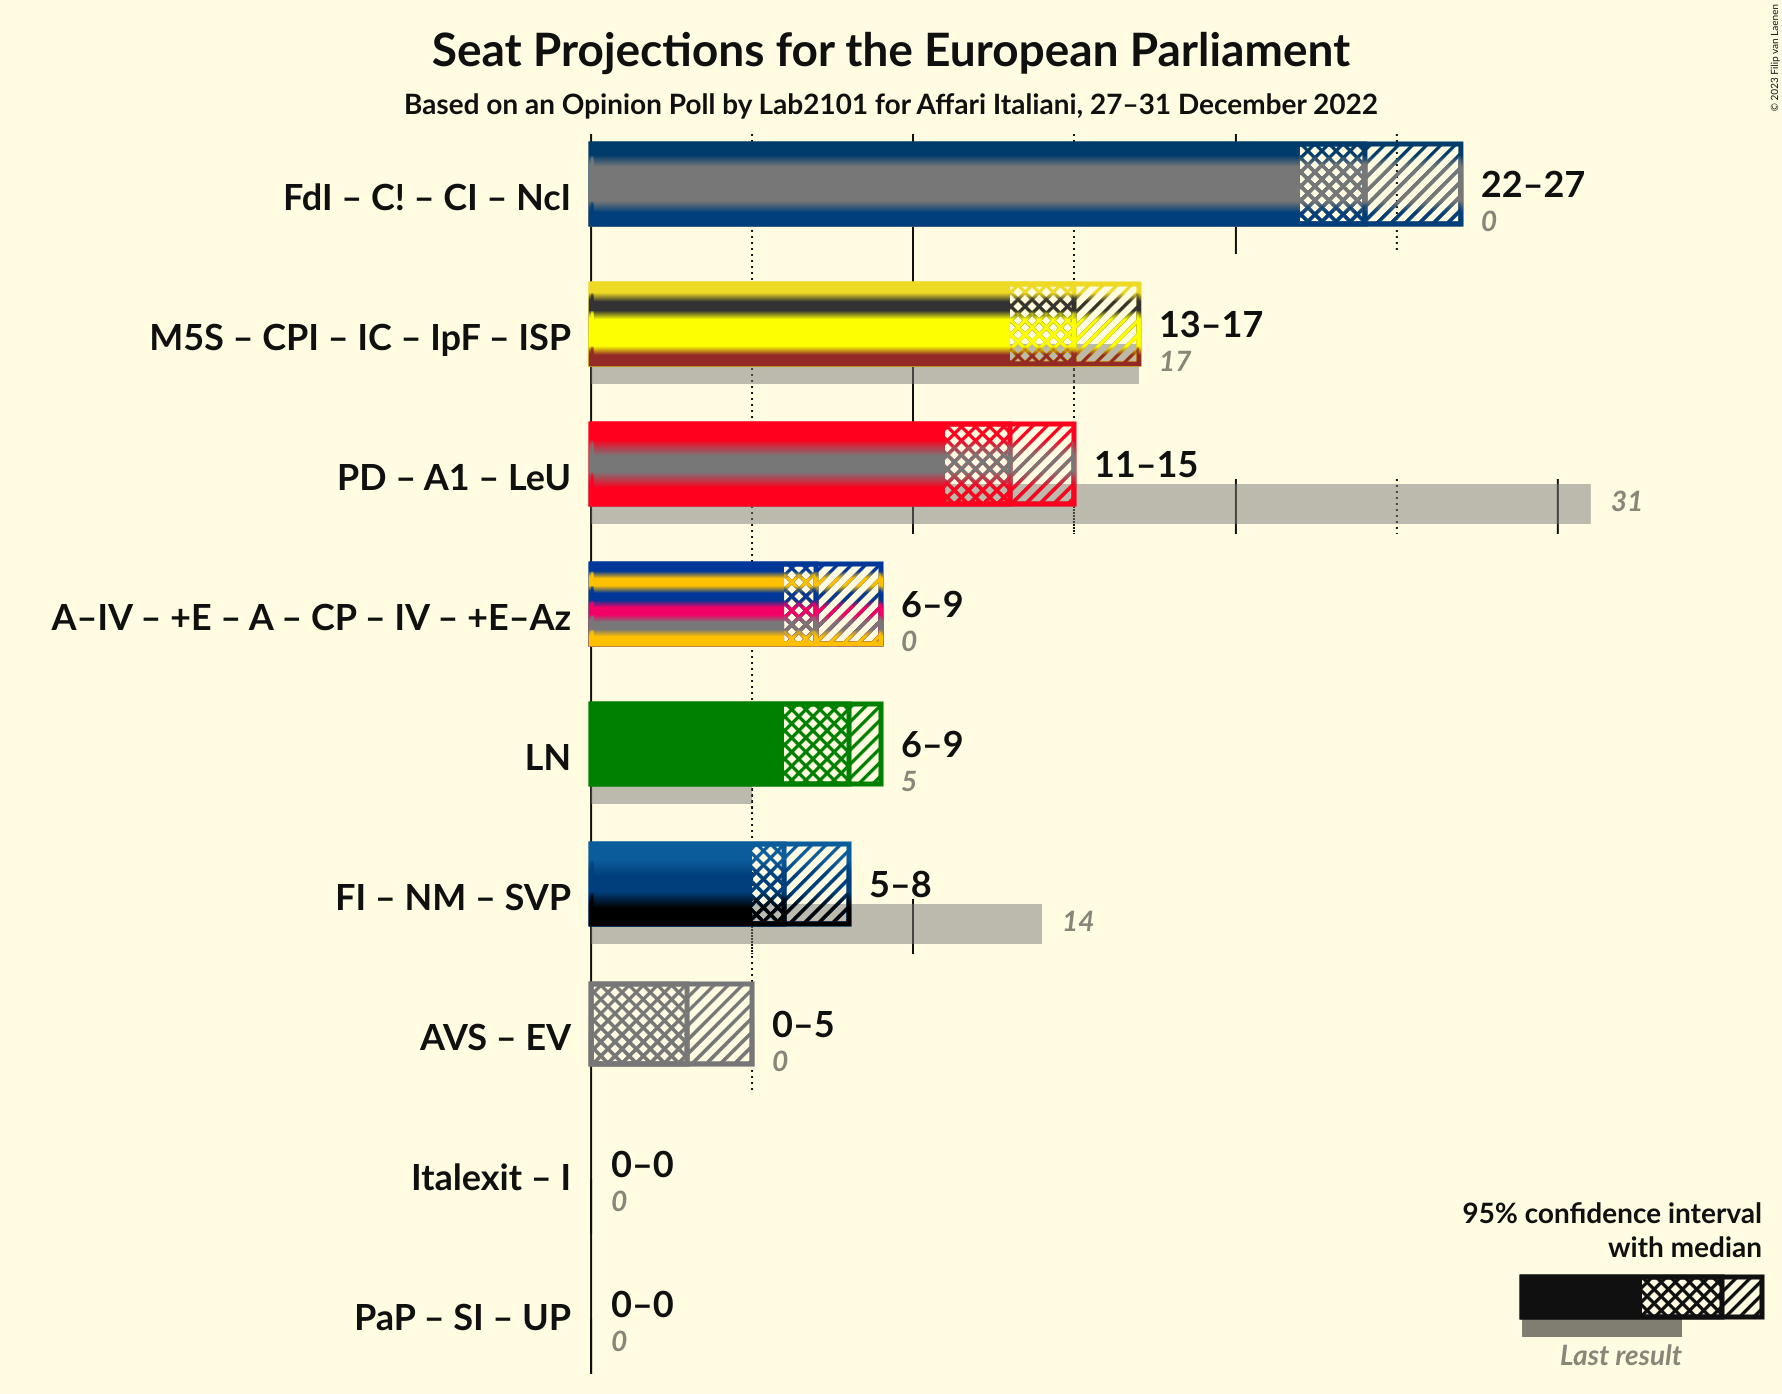 Seat Projections for the European Parliament
Based on an Opinion Poll by Lab2101 for Affari Italiani, 27–31 December 2022
© 2023 Filip van Laenen
FdI – C! – CI – NcI
22–27
0
M5S – CPI – IC – IpF – ISP
13–17
17
PD – A1 – LeU
11–15
31
A–IV – +E – A – CP – IV – +E–Az
6–9
0
LN
6–9
5
FI – NM – SVP
5–8
14
AVS – EV
0–5
0
Italexit – I
0–0
0
PaP – SI – UP
0–0
0
95% confidence interval
with median
Last result